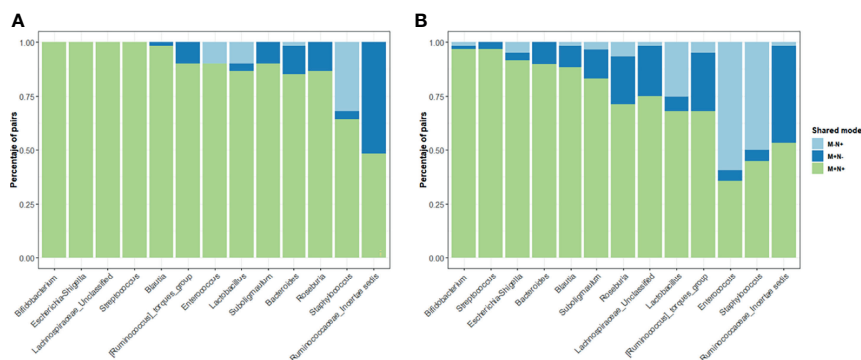 A
Percentaje of pairs
1.00
0.75
0.50
0.25
0.00
Bifidobacterium
Escherichia-Shigella
Lachnospiraceae_Unclassified
Streptococcus
Blautia
[Ruminococcus]_torques_group
Enterococcus
Lactobacillus
Subdoligranulum
Bacteroides
Roseburia
Staphylococcus
Ruminococcaceae_Incertae sedis
B
Percentaje of pairs
1.00
0.75
0.50
0.25
0.00
Bifidobacterium
Streptococcus
Escherichia-Shigella
Bacteroides
Blautia
Subdoligranulum
Roseburia
Lachnospiraceae_Unclassified
Lactobacillus
[Ruminococcus]_torques_group
Enterococcus
Staphylococcus
Ruminococcaceae_Incertae sedis
Shared mode
M-N+
M+N-
M+N+